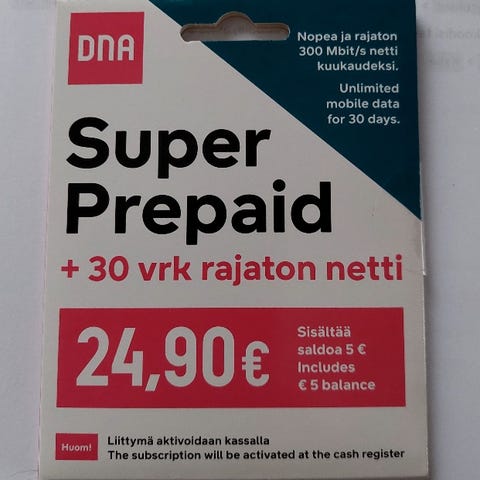 DNA
Nopea ja rajaton
300 Mbit/s netti
kuukaudeksi.
Unlimited
mobile data
for 30 days.
Super
Prepaid
+ 30 vrk rajaton netti
24,90€
Sisältää
saldoa 5 €
Includes
€ 5 balance
Huom!
Liittymä aktivoidaan kassalla
The subscription will be activated at the cash register